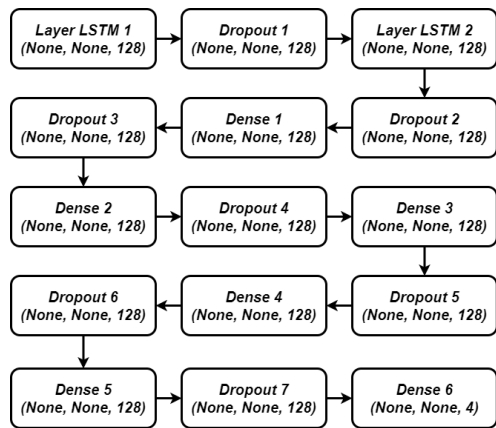 Layer LSTM 1
(None, None, 128)
Dropout 1
(None, None, 128)
Layer LSTM 2
(None, None, 128)
Dropout 3
(None, None, 128)
Dense 1
(None, None, 128)
Dropout 2
(None, None, 128)
Dense 2
(None, None, 128)
Dropout 4
(None, None, 128)
Dense 3
(None, None, 128)
Dropout 6
(None, None, 128)
Dense 4
(None, None, 128)
Dropout 5
(None, None, 128)
Dense 5
(None, None, 128)
Dropout 7
(None, None, 128)
Dense 6
(None, None, 4)